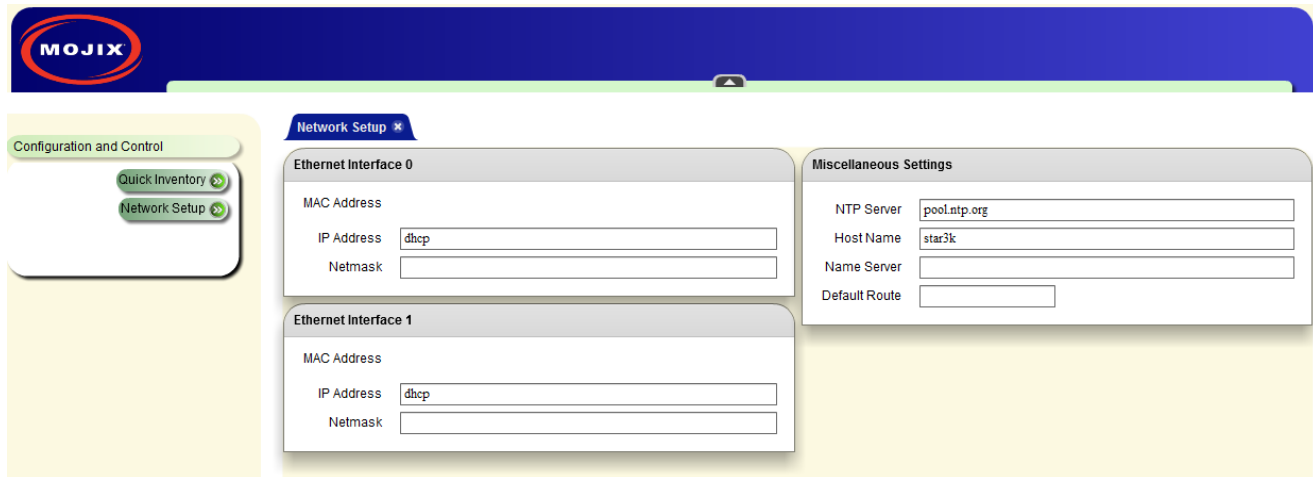 MOJIX
Configuration and Control
Quick Inventory
Network Setup
Network Setup
Ethernet Interface 0
MAC Address
IP Address dhcp
Netmask
Ethernet Interface 1
MAC Address
IP Address dhcp
Netmask
Miscellaneous Settings
NTP Server pool.ntp.org
Host Name star3k
Name Server
Default Route